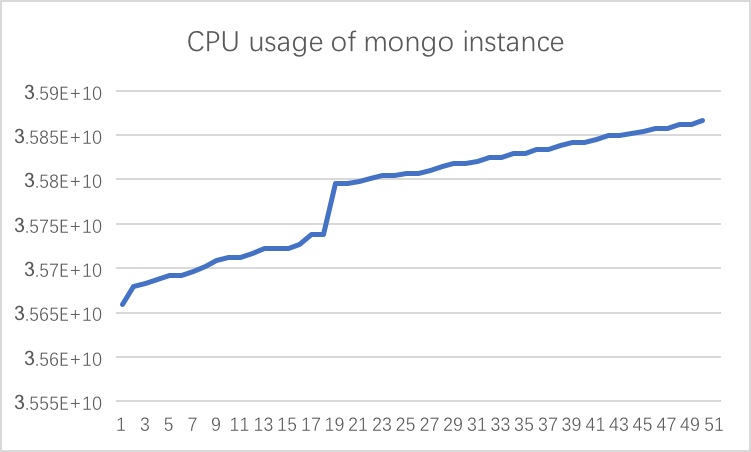 CPU usage of mongo instance
3.59E+10
3.585E+10
3.58E+10
3.575E+10
3.57E+10
3.565E+10
3.56E+10
3.555E+10
1 3 5 7 9 11 13 15 17 19 21 23 25 27 29 31 33 35 37 39 41 43 45 47 49 51